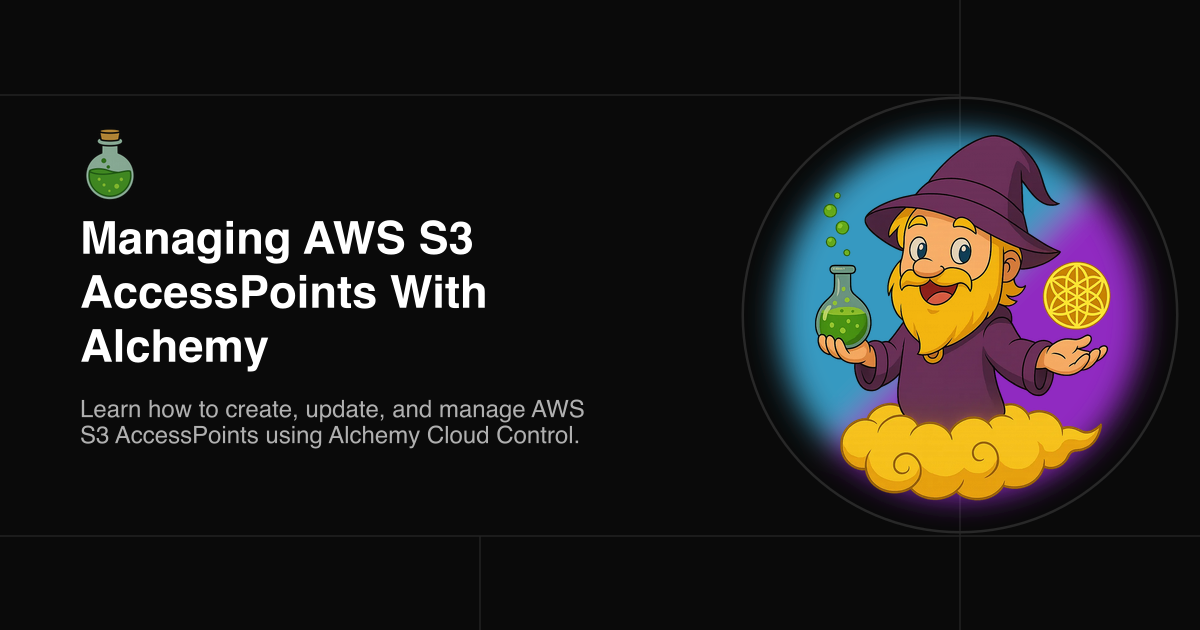 Managing AWS S3
AccessPoints With
Alchemy
Learn how to create, update, and manage AWS
S3 AccessPoints using Alchemy Cloud Control.